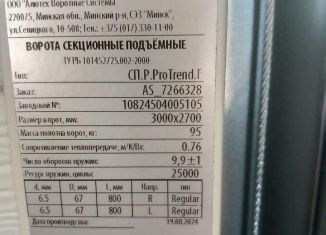 ООО "Алютех Воротные Системы"
220075, Минская обл., Минский р-н, СЭЗ "Минск",
ул.Селицкого, 10-508; Тел.: +375 (017) 330-11-00
ВОРОТА СЕКЦИОННЫЕ ПОДЪЁМНЫЕ
ТУ РБ 101452725.002-2000
Тип: СП.Р.ProTrend.Г
Заказ: AS_7266328
Заводской №: 10824504005105
Размер ворот, мм: 3000x2700
Масса полотна ворот, кг: 95
Сопротивление теплопередаче, м²К/Вт: 0.76
Число оборотов пружин: 9,9 ±1
Ресурс пружин, циклы: 25000
d, мм D, мм L, мм Напр. тип
6.5 67 800 R Regular
6.5 67 800 L Regular
Дата производства: 19.08.2024